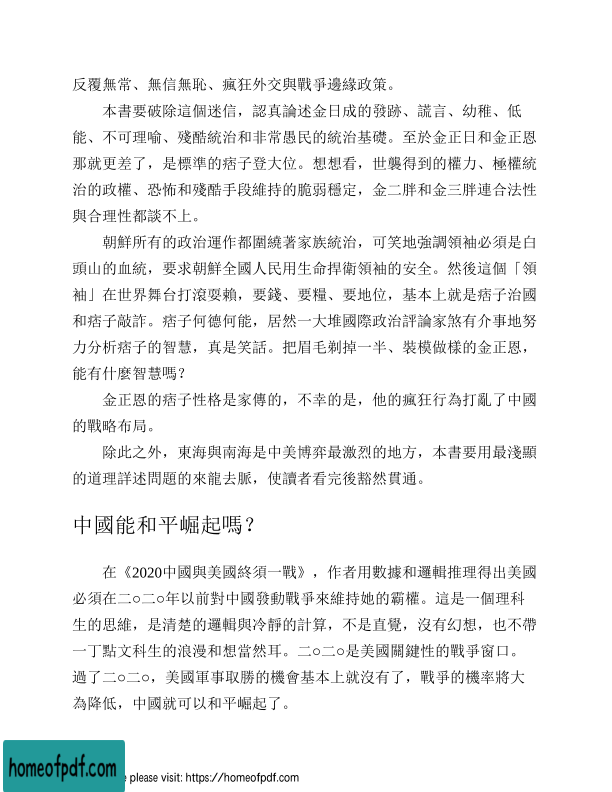 反覆無常、無信無恥、瘋狂外交與戰爭邊緣政策。
本書要破除這個迷信，認真論述金日成的發跡、謊言、幼稚、低
能、不可理喻、殘酷統治和非常愚民的統治基礎。至於金正日和金正恩
那就更差了，是標準的痞子登大位。想想看，世襲得到的權力、極權統
治的政權、恐怖和殘酷手段維持的脆弱穩定，金二胖和金三胖連合法性
與合理性都談不上。
朝鮮所有的政治運作都圍繞著家族統治，可笑地強調領袖必須是白
頭山的血統，要求朝鮮全國人民用生命捍衛領袖的安全。然後這個「領
袖」在世界舞台打滾耍賴，要錢、要糧、要地位，基本上就是痞子治國
和痞子敲詐。痞子何德何能，居然一大堆國際政治評論家煞有介事地努
力分析痞子的智慧，真是笑話。把眉毛剃掉一半、裝模做樣的金正恩，
能有什麼智慧嗎？
金正恩的痞子性格是家傳的，不幸的是，他的瘋狂行為打亂了中國
的戰略布局。
除此之外，東海與南海是中美博弈最激烈的地方，本書要用最淺顯
的道理詳述問題的來龍去脈，使讀者看完後豁然貫通。
中國能和平崛起嗎？
在《2020中國與美國終須一戰》，作者用數據和邏輯推理得出美國
必須在二○二○年以前對中國發動戰爭來維持她的霸權。這是一個理科
生的思維，是清楚的邏輯與冷靜的計算，不是直覺，沒有幻想，也不帶
一丁點文科生的浪漫和想當然耳。二○二○是美國關鍵性的戰爭窗口。
過了二○二○，美國軍事取勝的機會基本上就沒有了，戰爭的機率將大
為降低，中國就可以和平崛起了。
homeofpdf.com
please visit: https://homeofpdf.com